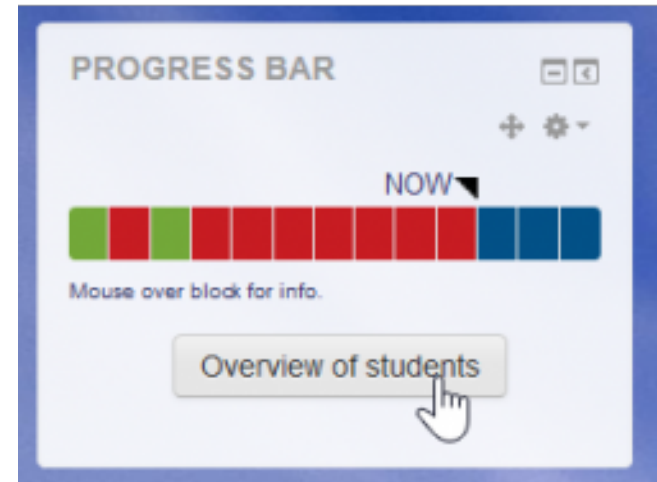 PROGRESS BAR
NOW
Mouse over block for info.
Overview of students